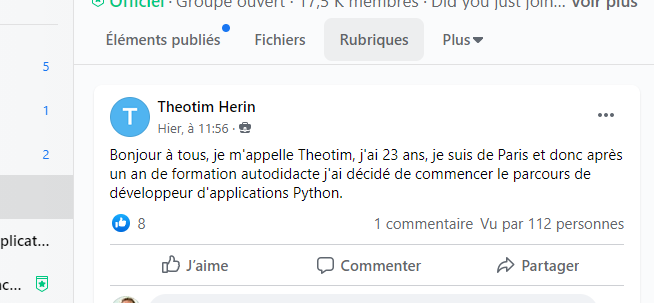 Officiel · Groupe ouvert · 17,5 K membres · Did you just join... Voir plus
Éléments publiés Fichiers Rubriques Plus
5
1
2
plicat...
c...
T
Theotim Herin
Hier, à 11:56 ·
Bonjour à tous, je m'appelle Theotim, j'ai 23 ans, je suis de Paris et donc après
un an de formation autodidacte j'ai décidé de commencer le parcours de
développeur d'applications Python.
8 1 commentaire Vu par 112 personnes
J’aime Commenter Partager